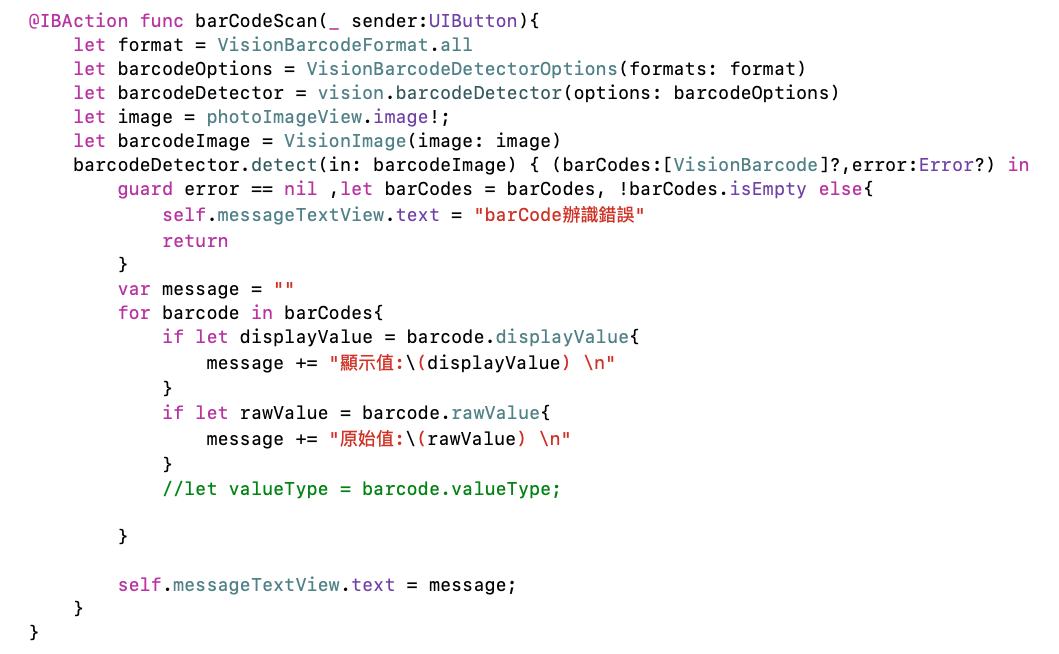 @IBAction func barCodeScan(_ sender:UIButton){
let format = VisionBarcodeFormat.all
let barcodeOptions = VisionBarcodeDetectorOptions(formats: format)
let barcodeDetector = vision.barcodeDetector(options: barcodeOptions)
let image = photoImageView.image!;
let barcodeImage = VisionImage(image: image)
barcodeDetector.detect(in: barcodeImage) { (barCodes:[VisionBarcode]?,error:Error?) in
guard error == nil ,let barCodes = barCodes, !barCodes.isEmpty else{
self.messageTextView.text = "barCode辦識錯誤"
return
}
var message = ""
for barcode in barCodes{
if let displayValue = barcode.displayValue{
message += "顯示值:\(displayValue) \n"
}
if let rawValue = barcode.rawValue{
message += "原始值:\(rawValue) \n"
}
//let valueType = barcode.valueType;
}
self.messageTextView.text = message;
}
}